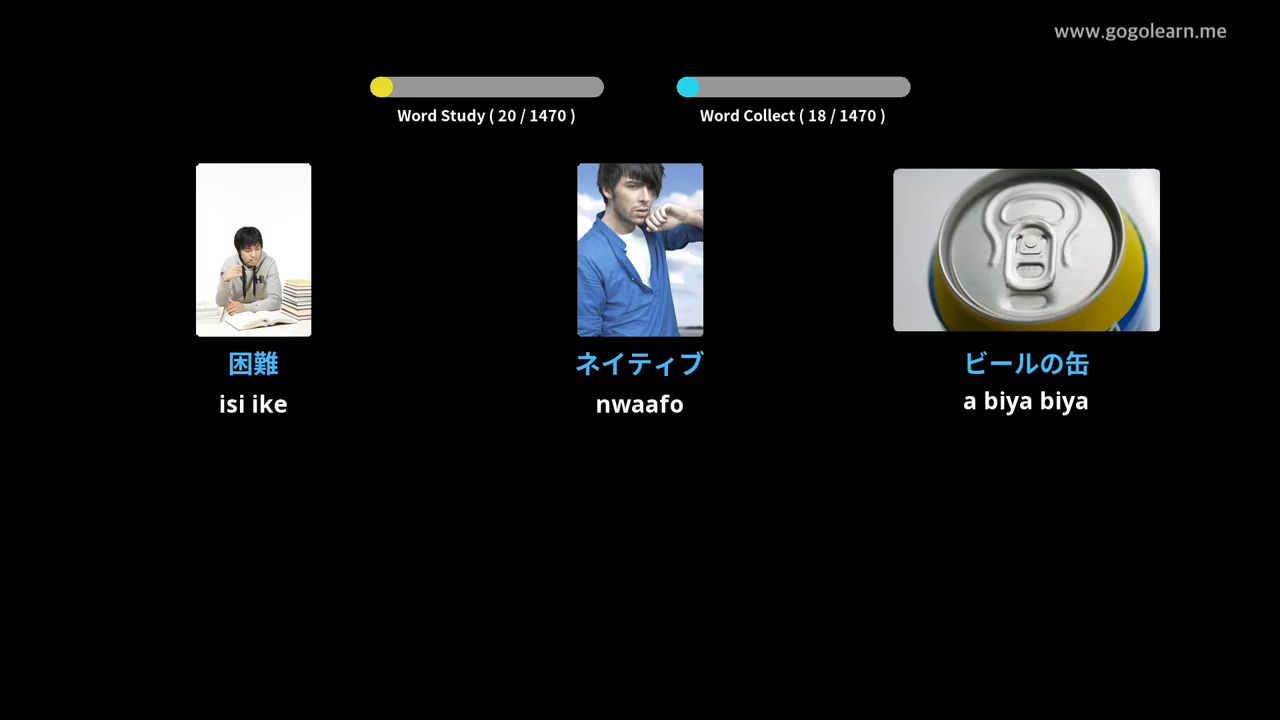 www.gogolearn.me
Word Study ( 20 / 1470 )
Word Collect ( 18 / 1470 )
困難
isi ike
ネイティブ
nwaafo
ビールの缶
a biya biya